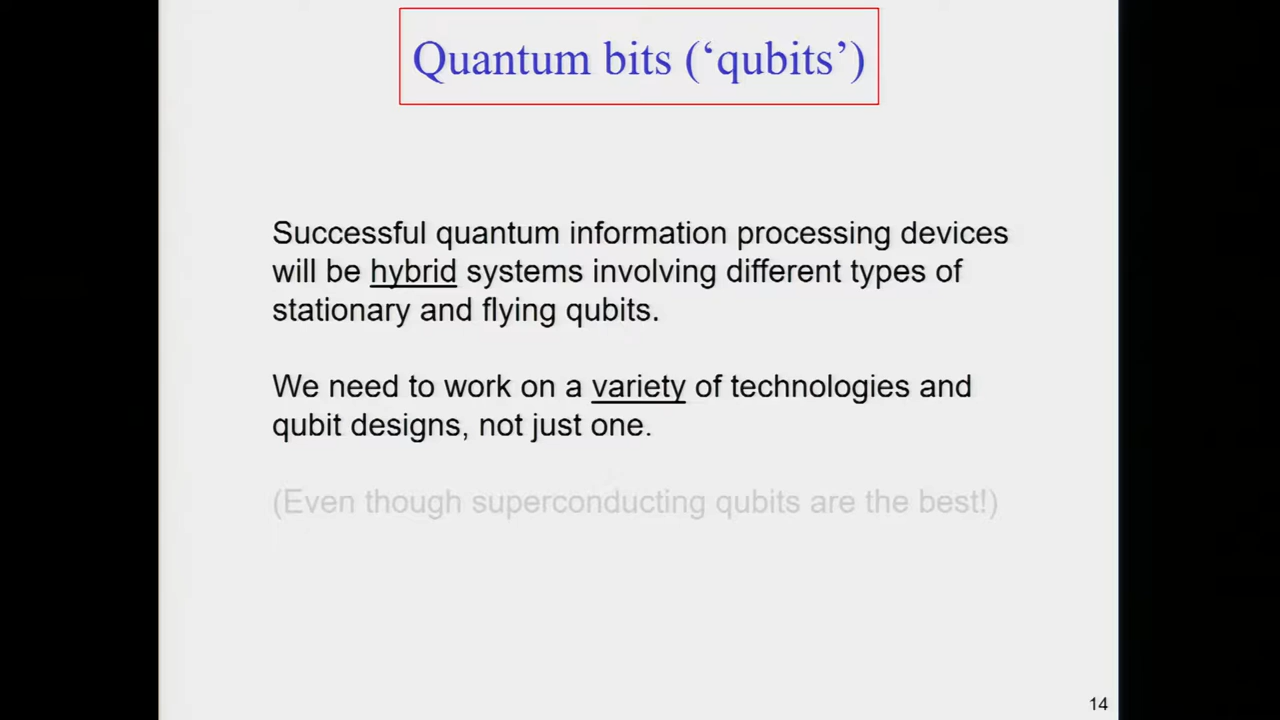 Quantum bits (‘qubits’)
Successful quantum information processing devices
will be hybrid systems involving different types of
stationary and flying qubits.
We need to work on a variety of technologies and
qubit designs, not just one.
(Even though superconducting qubits are the best!)
14